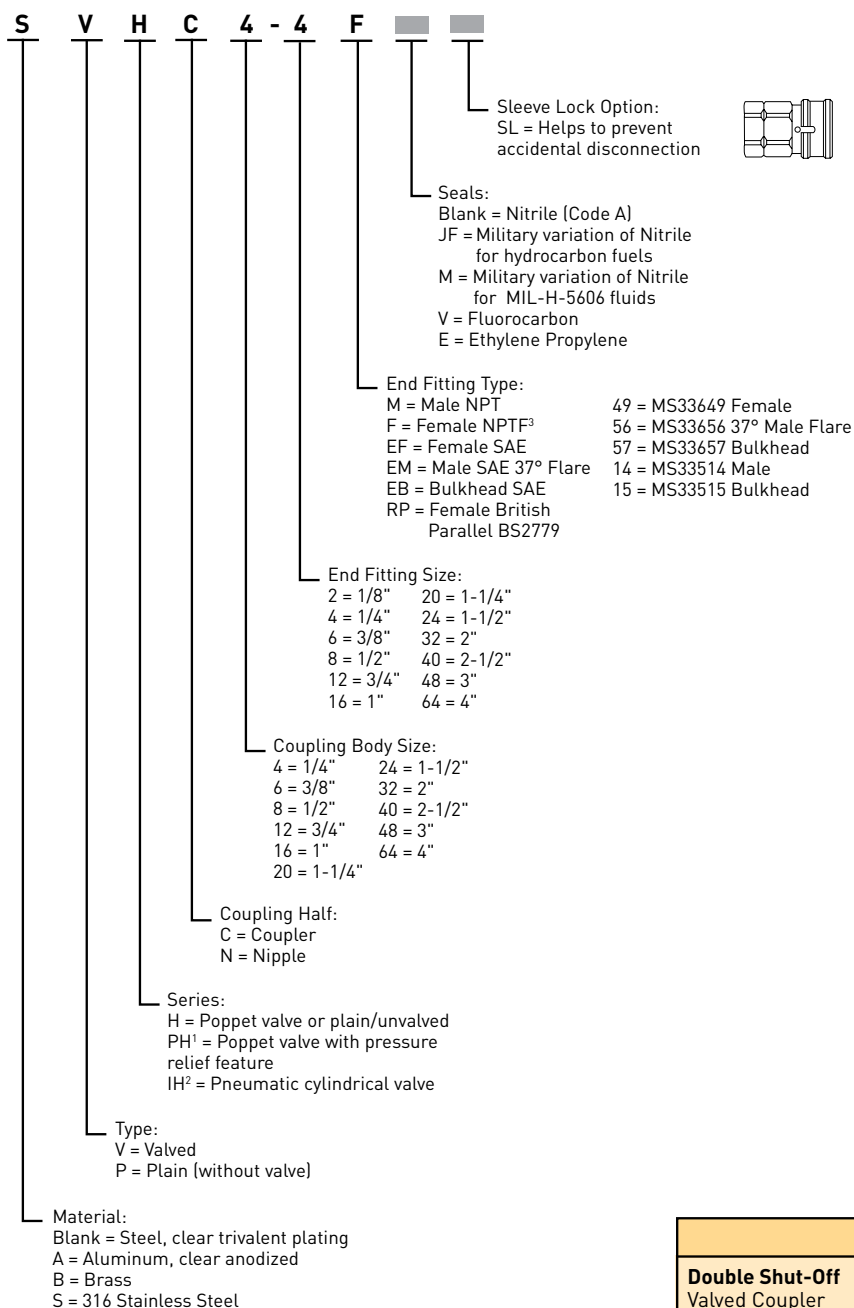 S V H C 4 - 4 F
Sleeve Lock Option:
SL = Helps to prevent
accidental disconnection
Seals:
Blank = Nitrile (Code A)
JF = Military variation of Nitrile
for hydrocarbon fuels
M = Military variation of Nitrile
for MIL-H-5606 fluids
V = Fluorocarbon
E = Ethylene Propylene
End Fitting Type:
M = Male NPT
F = Female NPTF³
EF = Female SAE
EM = Male SAE 37° Flare
EB = Bulkhead SAE
RP = Female British
Parallel BS2779
49 = MS33649 Female
56 = MS33656 37° Male Flare
57 = MS33657 Bulkhead
14 = MS33514 Male
15 = MS33515 Bulkhead
End Fitting Size:
2 = 1/8" 20 = 1-1/4"
4 = 1/4" 24 = 1-1/2"
6 = 3/8" 32 = 2"
8 = 1/2" 40 = 2-1/2"
12 = 3/4" 48 = 3"
16 = 1" 64 = 4"
Coupling Body Size:
4 = 1/4" 24 = 1-1/2"
6 = 3/8" 32 = 2"
8 = 1/2" 40 = 2-1/2"
12 = 3/4" 48 = 3"
16 = 1" 64 = 4"
20 = 1-1/4"
Coupling Half:
C = Coupler
N = Nipple
Series:
H = Poppet valve or plain/unvalved
PH¹ = Poppet valve with pressure
relief feature
IH² = Pneumatic cylindrical valve
Type:
V = Valved
P = Plain (without valve)
Material:
Blank = Steel, clear trivalent plating
A = Aluminum, clear anodized
B = Brass
S = 316 Stainless Steel
Double Shut-Off
Valved Coupler